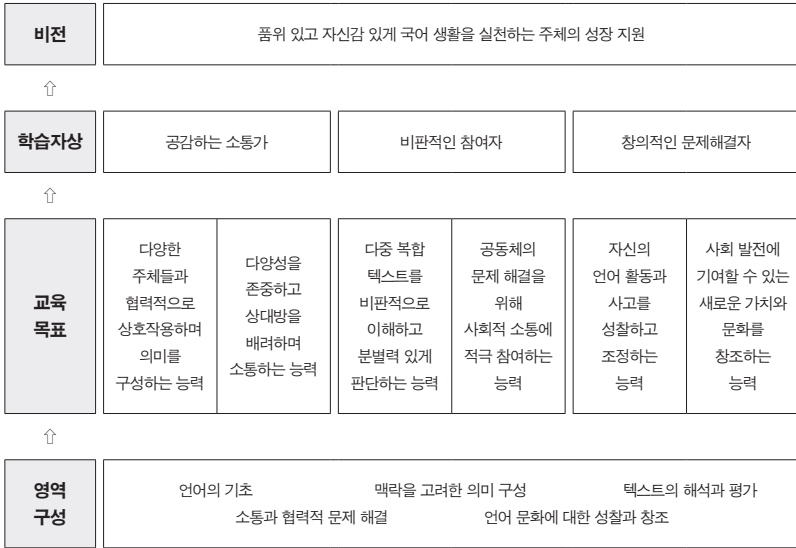 비전
품위 있고 자신감 있게 국어 생활을 실천하는 주체의 성장 지원
⇧
학습자상
공감하는 소통가
비판적인 참여자
창의적인 문제해결자
⇧
교육
목표
다양한
주체들과
협력적으로
상호작용하며
의미를
구성하는 능력
다양성을
존중하고
상대방을
배려하며
소통하는 능력
다중 복합
텍스트를
비판적으로
이해하고
분별력 있게
판단하는 능력
공동체의
문제 해결을
위해
사회적 소통에
적극 참여하는
능력
자신의
언어 활동과
사고를
성찰하고
조정하는
능력
사회 발전에
기여할 수 있는
새로운 가치와
문화를
창조하는
능력
⇧
영역
구성
언어의 기초 맥락을 고려한 의미 구성 텍스트의 해석과 평가
소통과 협력적 문제 해결 언어 문화에 대한 성찰과 창조